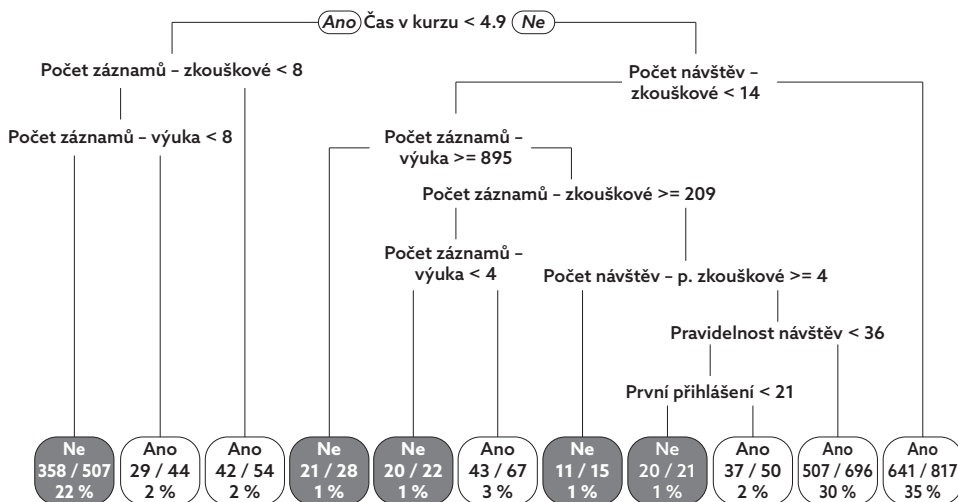 Ano Čas v kurzu < 4.9 Ne
Počet záznamů – zkouškové < 8
Počet návštěv –
zkouškové < 14
Počet záznamů – výuka < 8
Počet záznamů –
výuka >= 895
Počet záznamů – zkouškové >= 209
Počet záznamů –
výuka < 4
Počet návštěv – p. zkouškové >= 4
Pravidelnost návštěv < 36
První přihlášení < 21
Ne
358 / 507
22 %
Ano
29 / 44
2 %
Ano
42 / 54
2 %
Ne
21 / 28
1 %
Ne
20 / 22
1 %
Ano
43 / 67
3 %
Ne
11 / 15
1 %
Ne
20 / 21
1 %
Ano
37 / 50
2 %
Ano
507 / 696
30 %
Ano
641 / 817
35 %